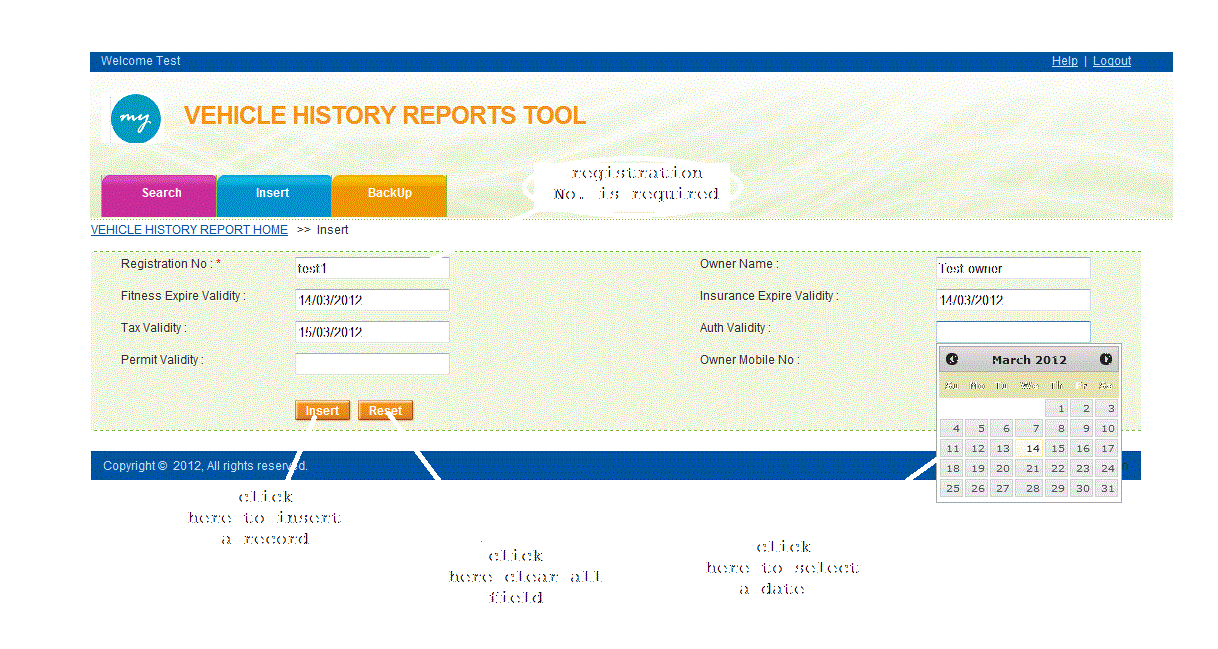 Welcome Test
Help | Logout
my
VEHICLE HISTORY REPORTS TOOL
Search
Insert
BackUp
registration
No. is required
VEHICLE HISTORY REPORT HOME >> Insert
Registration No : *
test1
Owner Name :
Test owner
Fitness Expire Validity :
14/03/2012
Insurance Expire Validity :
14/03/2012
Tax Validity :
15/03/2012
Auth Validity :
Permit Validity :
Owner Mobile No :
March 2012
Su Mo Tu We Th Fr Sa
1 2 3
4 5 6 7 8 9 10
11 12 13 14 15 16 17
18 19 20 21 22 23 24
25 26 27 28 29 30 31
Insert
Reset
Copyright © 2012, All rights reserved.
click
here to insert
a record
click
here clear all
field
click
here to select
a date